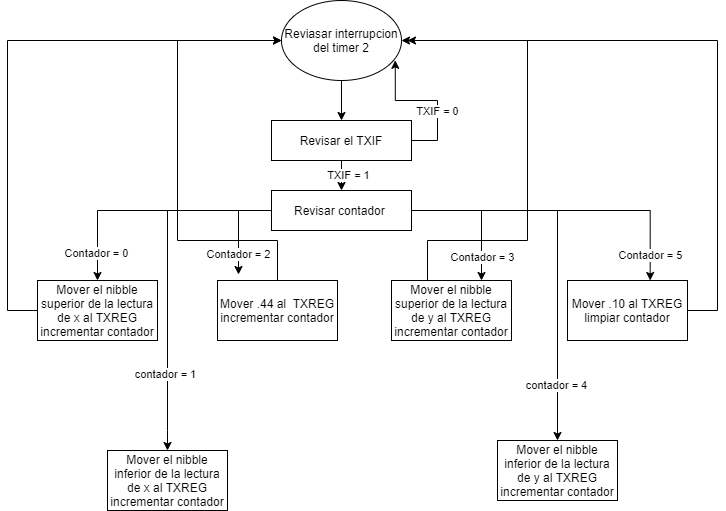 Reviasar interrupcion
del timer 2
TXIF = 0
Revisar el TXIF
TXIF = 1
Revisar contador
Contador = 0
Contador = 2
Contador = 3
Contador = 5
Mover el nibble
superior de la lectura
de x al TXREG
incrementar contador
Mover .44 al TXREG
incrementar contador
Mover el nibble
superior de la lectura
de y al TXREG
incrementar contador
Mover .10 al TXREG
limpiar contador
contador = 1
contador = 4
Mover el nibble
inferior de la lectura
de x al TXREG
incrementar contador
Mover el nibble
inferior de la lectura
de y al TXREG
incrementar contador